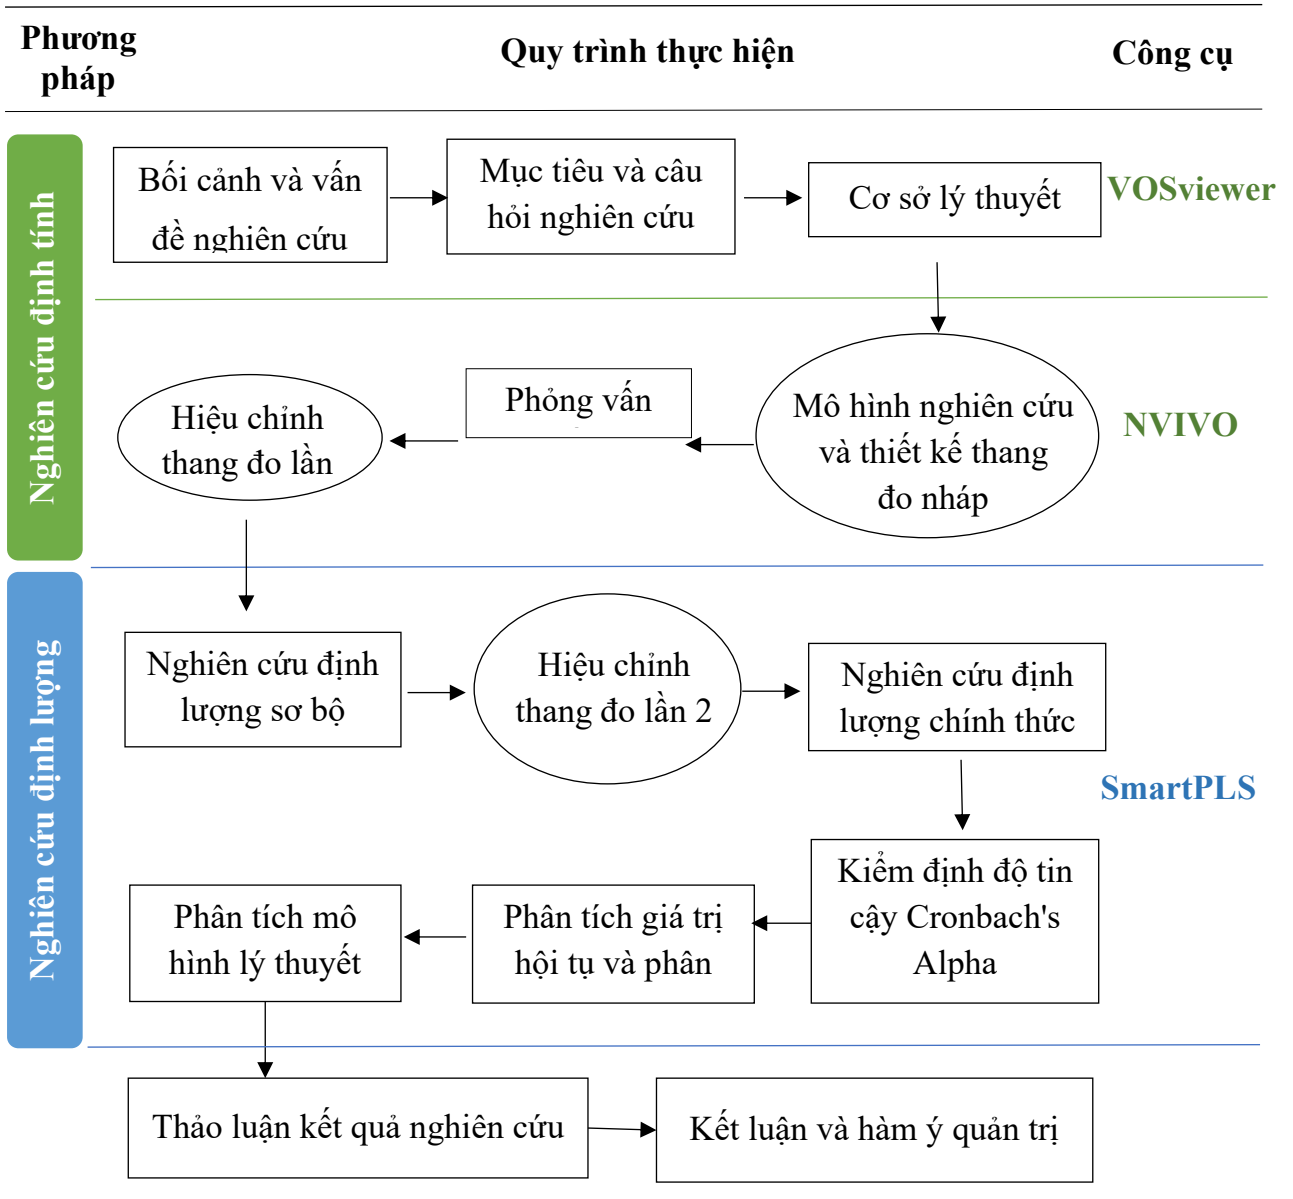 Phương
pháp
Quy trình thực hiện
Công cụ
Nghiên cứu định tính
Bối cảnh và vấn
đề nghiên cứu
Mục tiêu và câu
hỏi nghiên cứu
Cơ sở lý thuyết
VOSviewer
Hiệu chỉnh
thang đo lần
Phỏng vấn
Mô hình nghiên cứu
và thiết kế thang
đo nháp
NVIVO
Nghiên cứu định lượng
Nghiên cứu định
lượng sơ bộ
Hiệu chỉnh
thang đo lần 2
Nghiên cứu định
lượng chính thức
SmartPLS
Kiểm định độ tin
cậy Cronbach's
Alpha
Phân tích giá trị
hội tụ và phân
Phân tích mô
hình lý thuyết
Thảo luận kết quả nghiên cứu
Kết luận và hàm ý quản trị